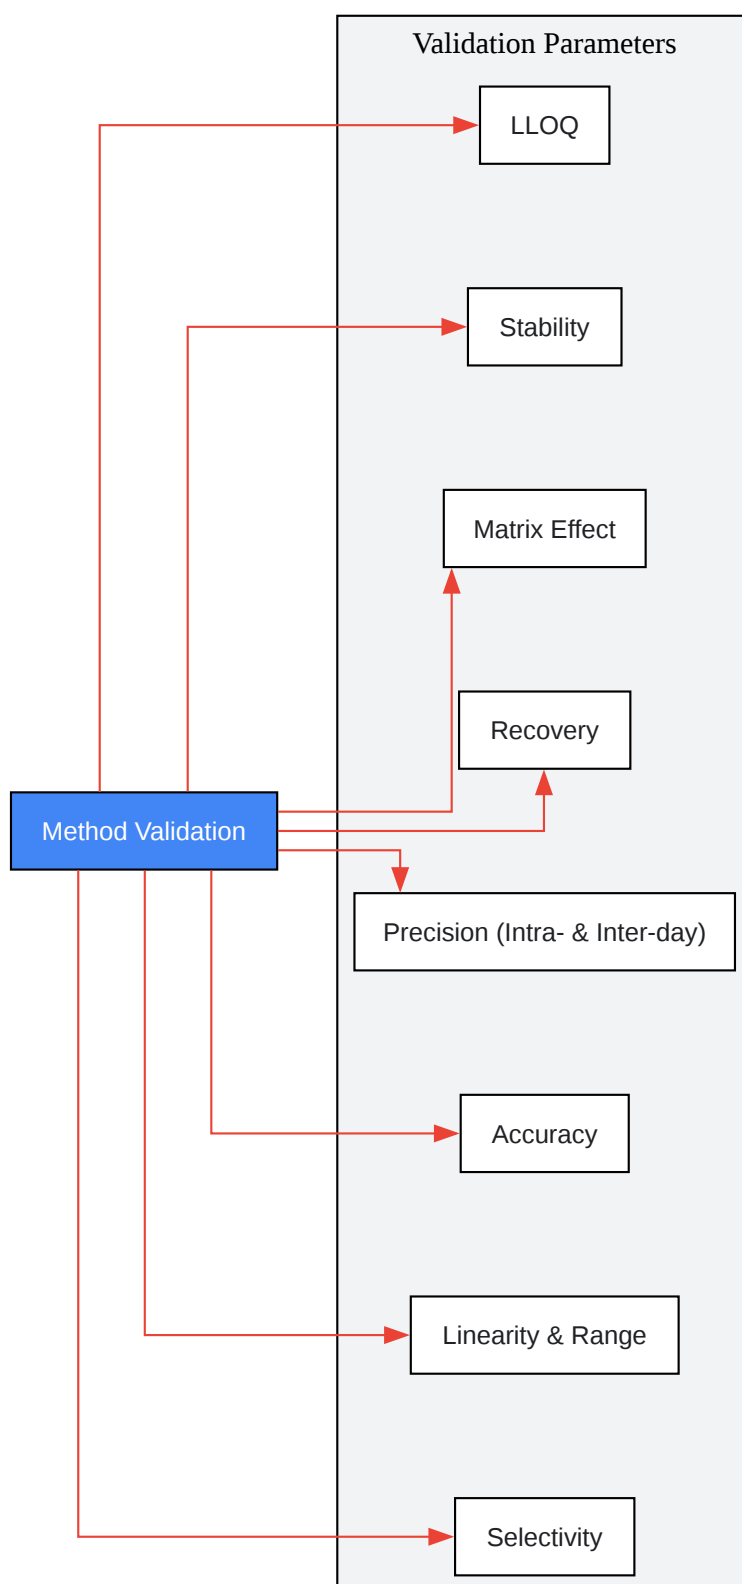 Validation Parameters
LLOQ
Stability
Matrix Effect
Recovery
Method Validation
Precision (Intra- & Inter-day)
Accuracy
Linearity & Range
Selectivity